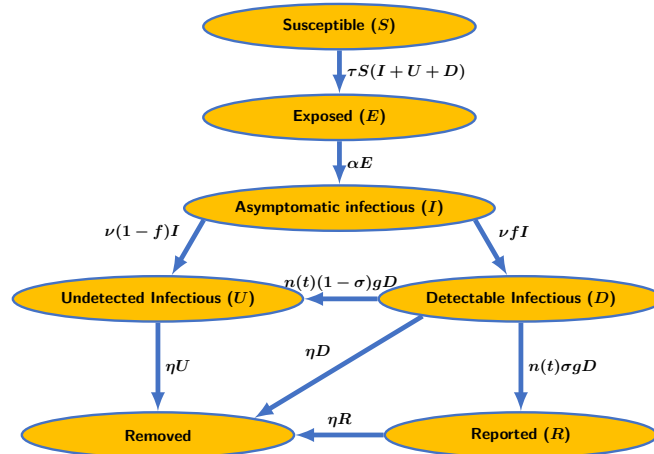 Susceptible (S)
τS(I + U + D)
Exposed (E)
αE
Asymptomatic infectious (I)
ν(1 − f)I
νfI
Undetected Infectious (U)
n(t)(1 − σ)gD
Detectable Infectious (D)
ηU
ηD
n(t)σgD
Removed
ηR
Reported (R)